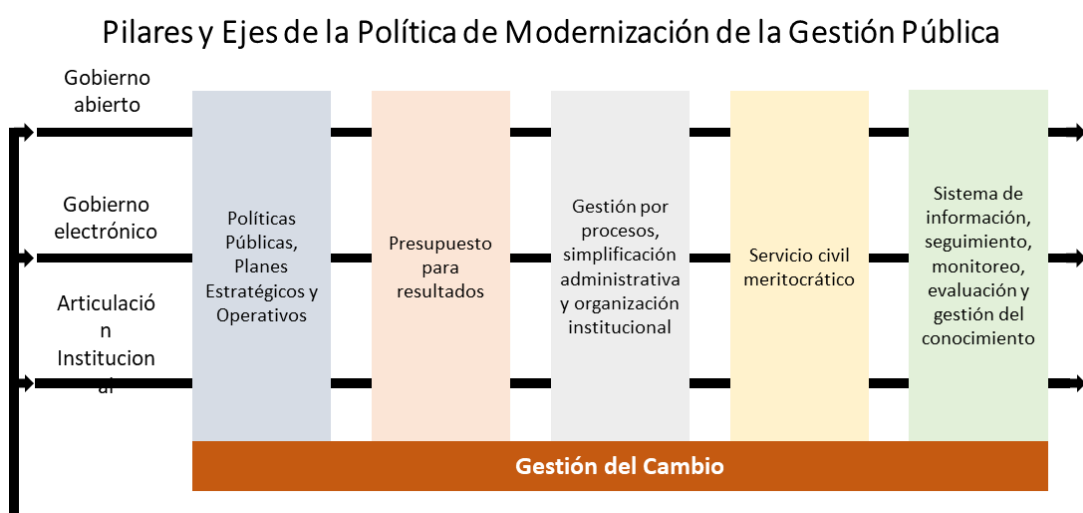 Pilares y Ejes de la Política de Modernización de la Gestión Pública
Gobierno
abierto
Gobierno
electrónico
Articulació
n
Institucion
al
Políticas
Públicas,
Planes
Estratégicos y
Operativos
Presupuesto
para
resultados
Gestión por
procesos,
simplificación
administrativa
y organización
institucional
Servicio civil
meritocrático
Sistema de
información,
seguimiento,
monitoreo,
evaluación y
gestión del
conocimiento
Gestión del Cambio